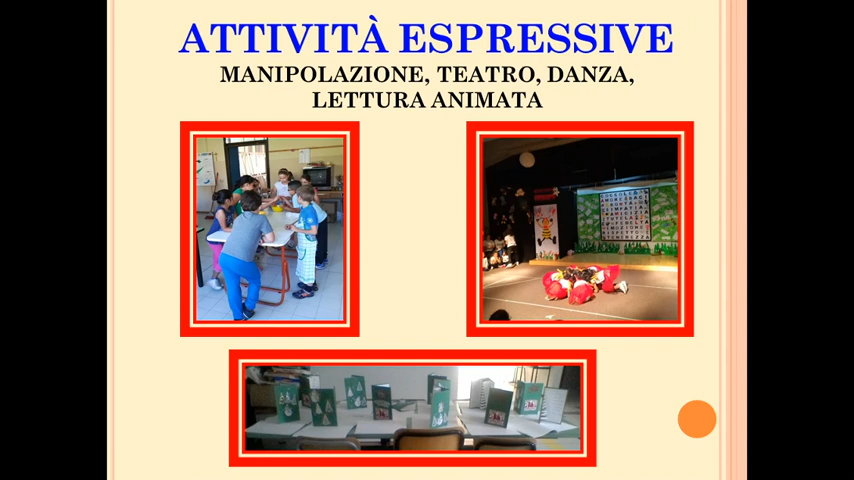 ATTIVITÀ ESPRESSIVE
MANIPOLAZIONE, TEATRO, DANZA,
LETTURA ANIMATA